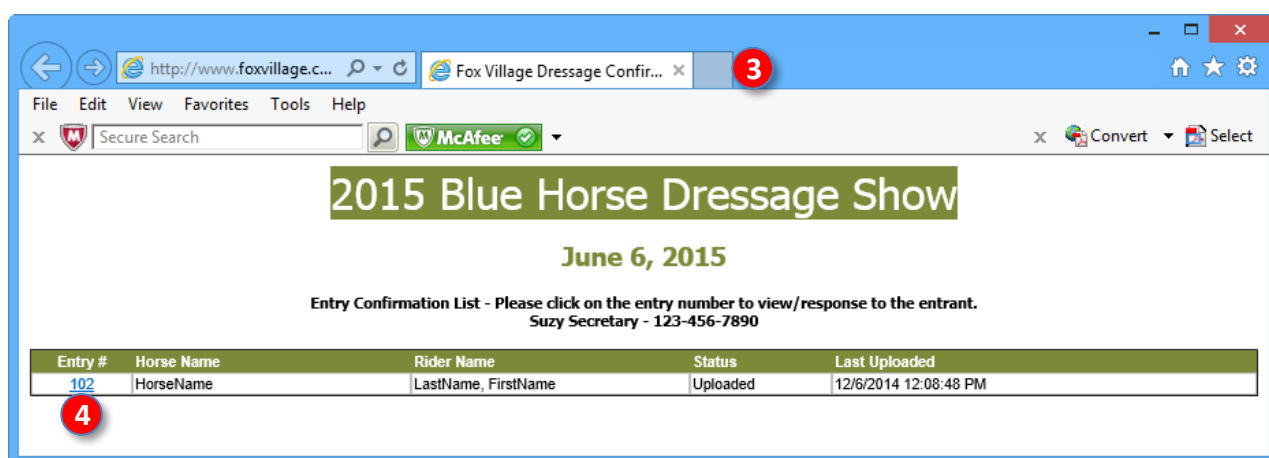 http://www.foxvillage.c... Fox Village Dressage Confir... 3
File Edit View Favorites Tools Help
Secure Search McAfee Convert Select
2015 Blue Horse Dressage Show
June 6, 2015
Entry Confirmation List - Please click on the entry number to view/response to the entrant.
Suzy Secretary - 123-456-7890
Entry # Horse Name Rider Name Status Last Uploaded
102 HorseName LastName, FirstName Uploaded 12/6/2014 12:08:48 PM
4